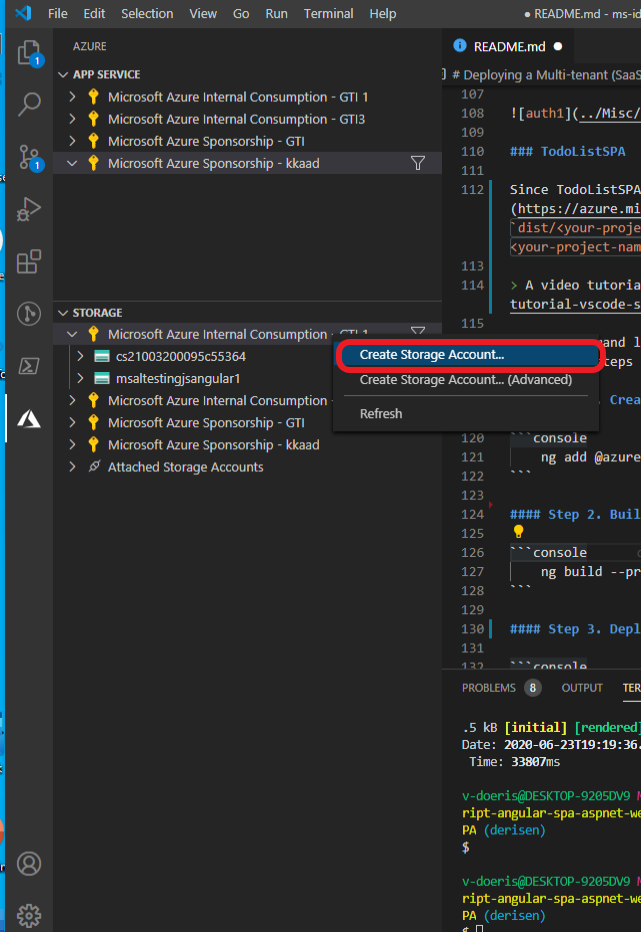 File Edit Selection View Go Run Terminal Help ● README.md - ms-id
AZURE
APP SERVICE
Microsoft Azure Internal Consumption - GTI 1
Microsoft Azure Internal Consumption - GTI3
Microsoft Azure Sponsorship - GTI
Microsoft Azure Sponsorship - kkaad
STORAGE
Microsoft Azure Internal Consumption - GTI 1
cs21003200095c55364
msaltestingjsangular1
Microsoft Azure Internal Consumption -
Microsoft Azure Sponsorship - GTI
Microsoft Azure Sponsorship - kkaad
Attached Storage Accounts
1
1
Create Storage Account...
Create Storage Account... (Advanced)
Refresh
README.md ●
# Deploying a Multi-tenant (SaaS
107
108 ![auth1](../Misc/
109
110 ### TodoListSPA
111
112 Since TodoListSPA
(https://azure.mi
`dist/<your-proje
<your-project-nam
113
114 > A video tutoria
tutorial-vscode-s
115
and l
teps
. Crea
120 ```console
121 ng add @azure
122 ```
123
124 #### Step 2. Buil
125
126 ```console
127 ng build --pr
128 ```
129
130 #### Step 3. Depl
131
132 ```console
PROBLEMS 8 OUTPUT TER
.5 kB [initial] [rendered]
Date: 2020-06-23T19:19:36.
Time: 33807ms
v-doeris@DESKTOP-9205DV9 M
ript-angular-spa-aspnet-we
PA (derisen)
$
v-doeris@DESKTOP-9205DV9 M
ript-angular-spa-aspnet-we
PA (derisen)
$